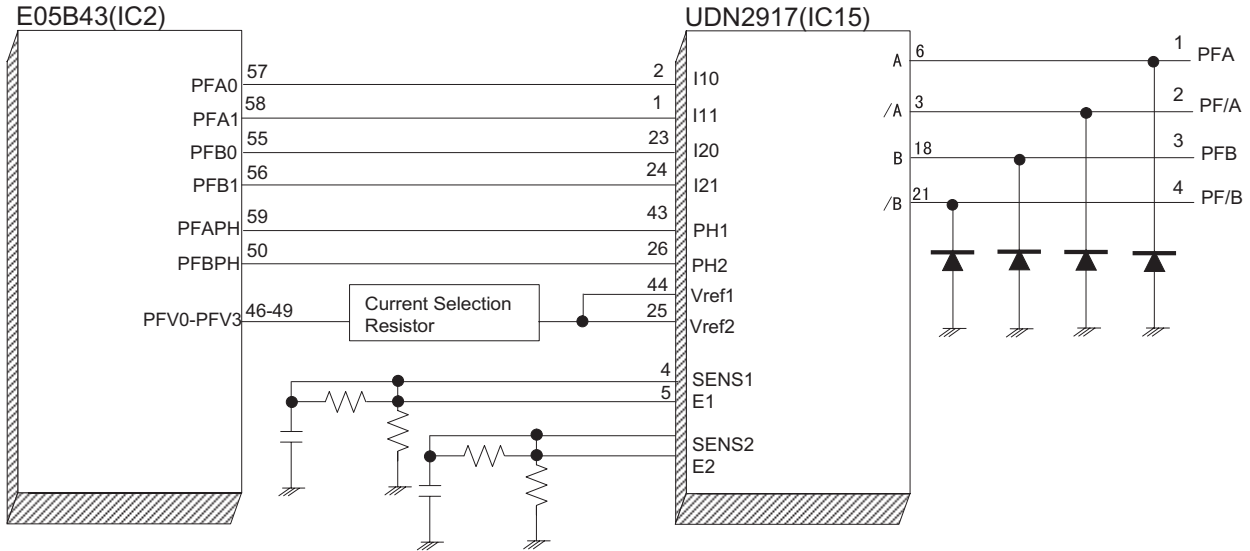 E05B43(IC2)
UDN2917(IC15)
PFA0 57 2 I10
PFA1 58 1 I11
PFB0 55 23 I20
PFB1 56 24 I21
PFAPH 59 43 PH1
PFBPH 50 26 PH2
PFV0-PFV3 46-49
Current Selection
Resistor
44 Vref1
25 Vref2
4 SENS1
5 E1
SENS2
E2
A 6 1 PFA
/A 3 2 PF/A
B 18 3 PFB
/B 21 4 PF/B